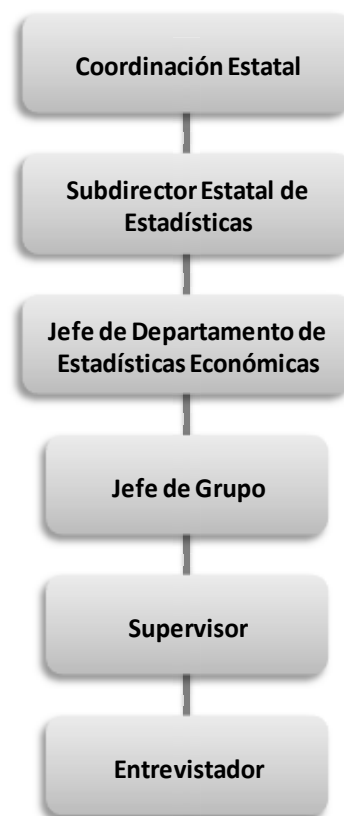 Coordinación Estatal
Subdirector Estatal de
Estadísticas
Jefe de Departamento de
Estadísticas Económicas
Jefe de Grupo
Supervisor
Entrevistador